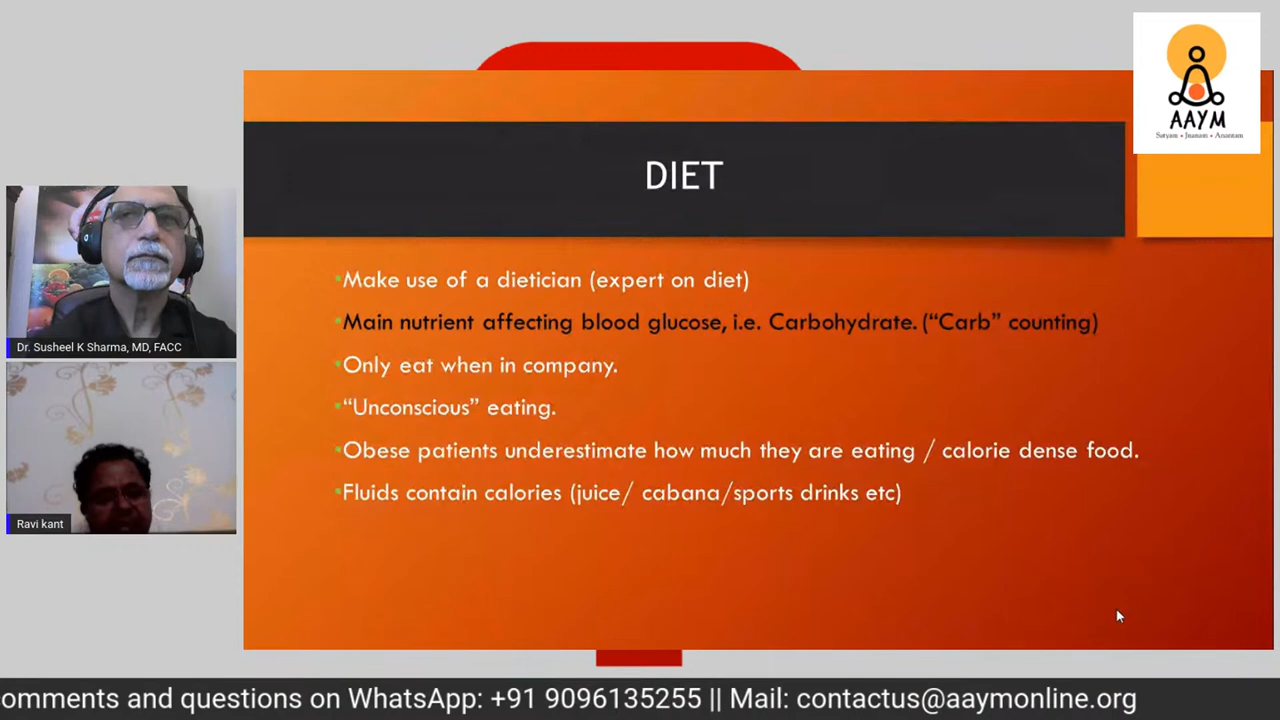 AAYM
Satyam • Jnanam • Anantam
DIET
Make use of a dietician (expert on diet)
Main nutrient affecting blood glucose, i.e. Carbohydrate. (“Carb” counting)
Only eat when in company.
“Unconscious” eating.
Obese patients underestimate how much they are eating / calorie dense food.
Fluids contain calories (juice/ cabana/sports drinks etc)
Dr. Susheel K Sharma, MD, FACC
Ravi kant
omments and questions on WhatsApp: +91 9096135255 || Mail: contactus@aaymonline.org